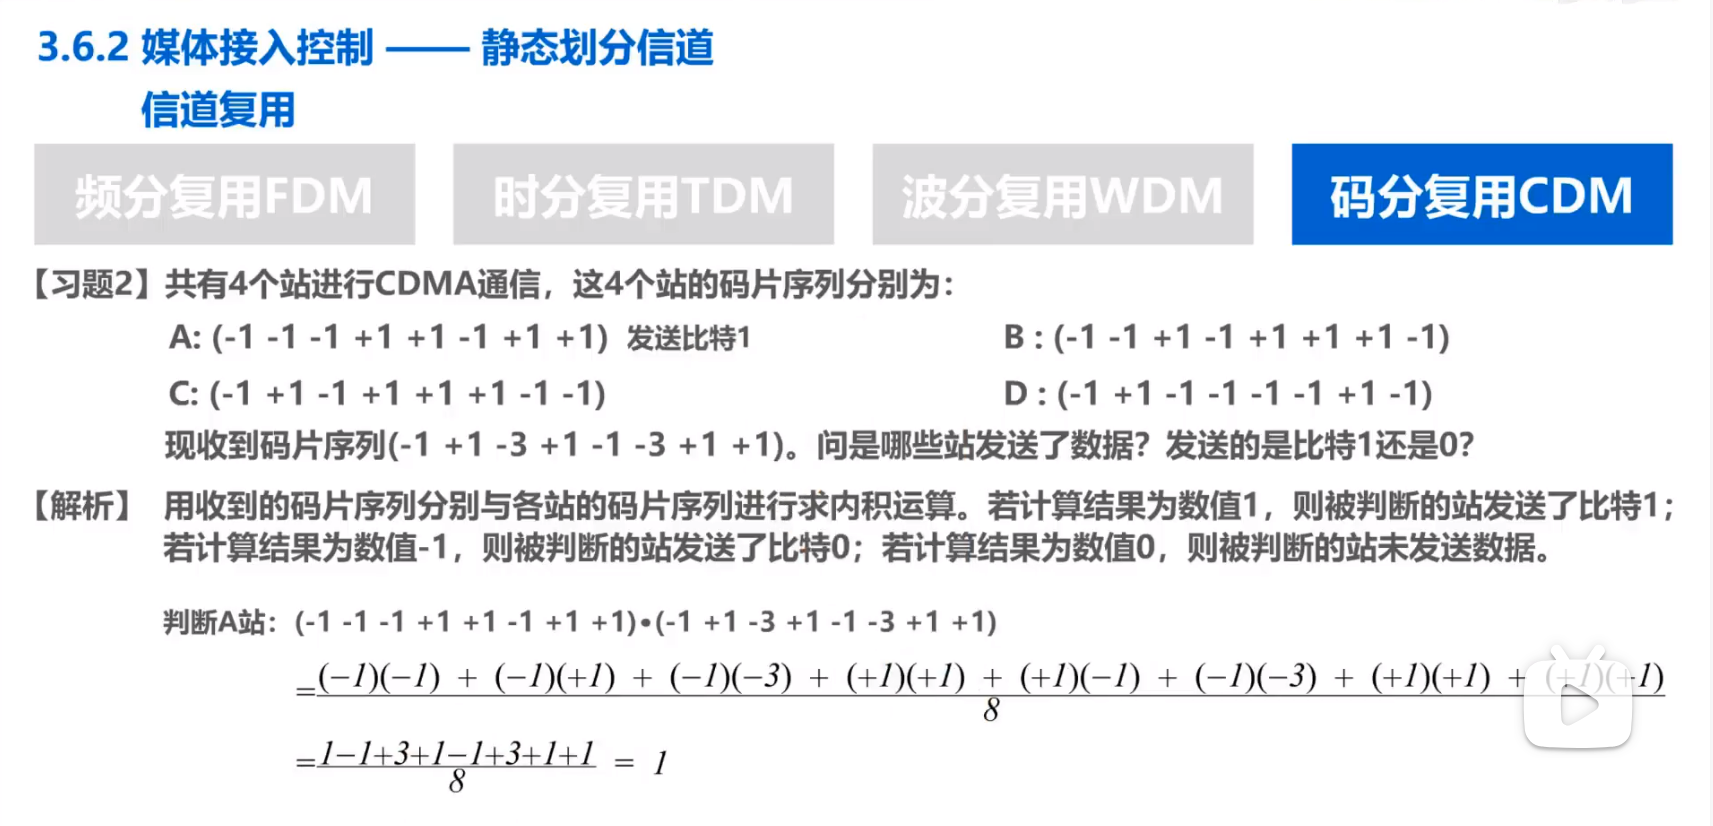 3.6.2 媒体接入控制 —— 静态划分信道
信道复用
频分复用FDM 时分复用TDM 波分复用WDM 码分复用CDM
【习题2】共有4个站进行CDMA通信，这4个站的码片序列分别为：
A: (-1 -1 -1 +1 +1 -1 +1 +1) 发送比特1 B : (-1 -1 +1 -1 +1 +1 +1 -1)
C: (-1 +1 -1 +1 +1 +1 -1 -1) D : (-1 +1 -1 -1 -1 -1 +1 -1)
现收到码片序列(-1 +1 -3 +1 -1 -3 +1 +1)。问是哪些站发送了数据？发送的是比特1还是0？
【解析】 用收到的码片序列分别与各站的码片序列进行求内积运算。若计算结果为数值1，则被判断的站发送了比特1；
若计算结果为数值-1，则被判断的站发送了比特0；若计算结果为数值0，则被判断的站未发送数据。
判断A站：(-1 -1 -1 +1 +1 -1 +1 +1)•(-1 +1 -3 +1 -1 -3 +1 +1)
=(−1)(−1) + (−1)(+1) + (−1)(−3) + (+1)(+1) + (+1)(−1) + (−1)(−3) + (+1)(+1) + (+1)(+1)
8
=1−1+3+1−1+3+1+1 = 1
8